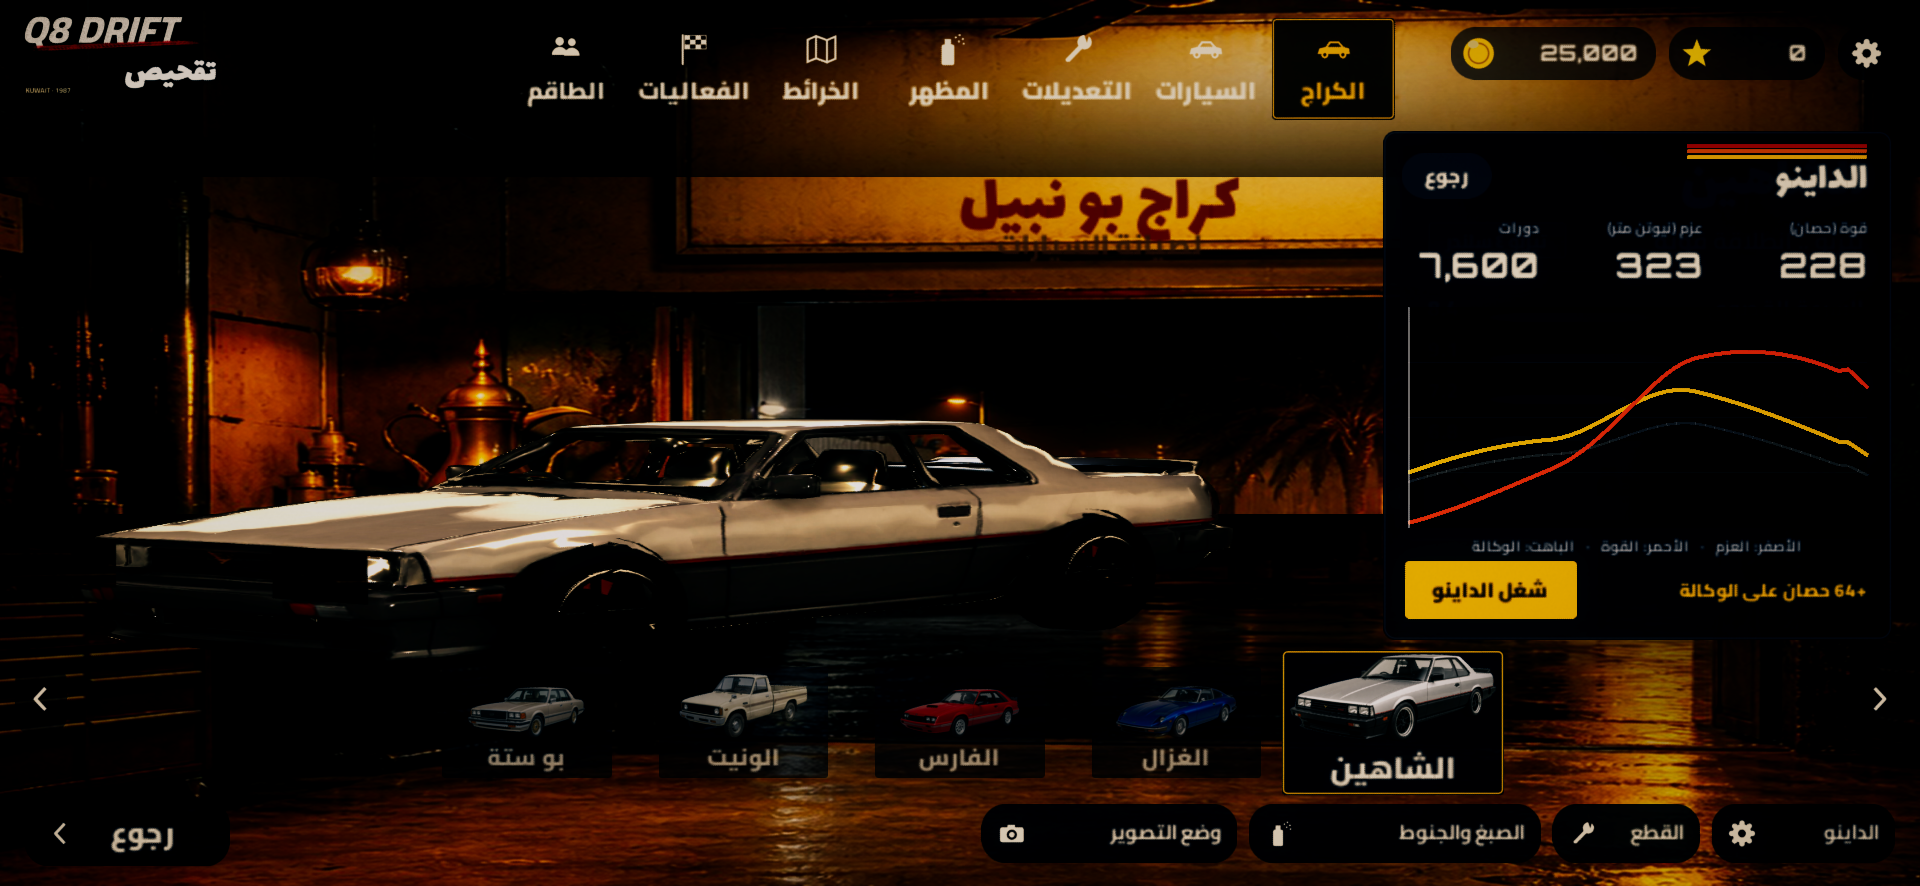 Q8 DRIFT
تفحيص
KUWAIT · 1987
الكراج
السيارات
التعديلات
المظهر
الخرائط
الفعاليات
الطاقم
25,000
0
كراج بو نبيل
الداينو
رجوع
قوة (حصان)
عزم (نيوتن متر)
دورات
228
323
7,600
الأصفر: العزم · الأحمر: القوة · الباهت: الوكالة
+64 حصان على الوكالة
شغل الداينو
الشاهين
الغزال
الفارس
الونيت
بو ستة
الداينو
القطع
الصبغ والجنوط
وضع التصوير
رجوع